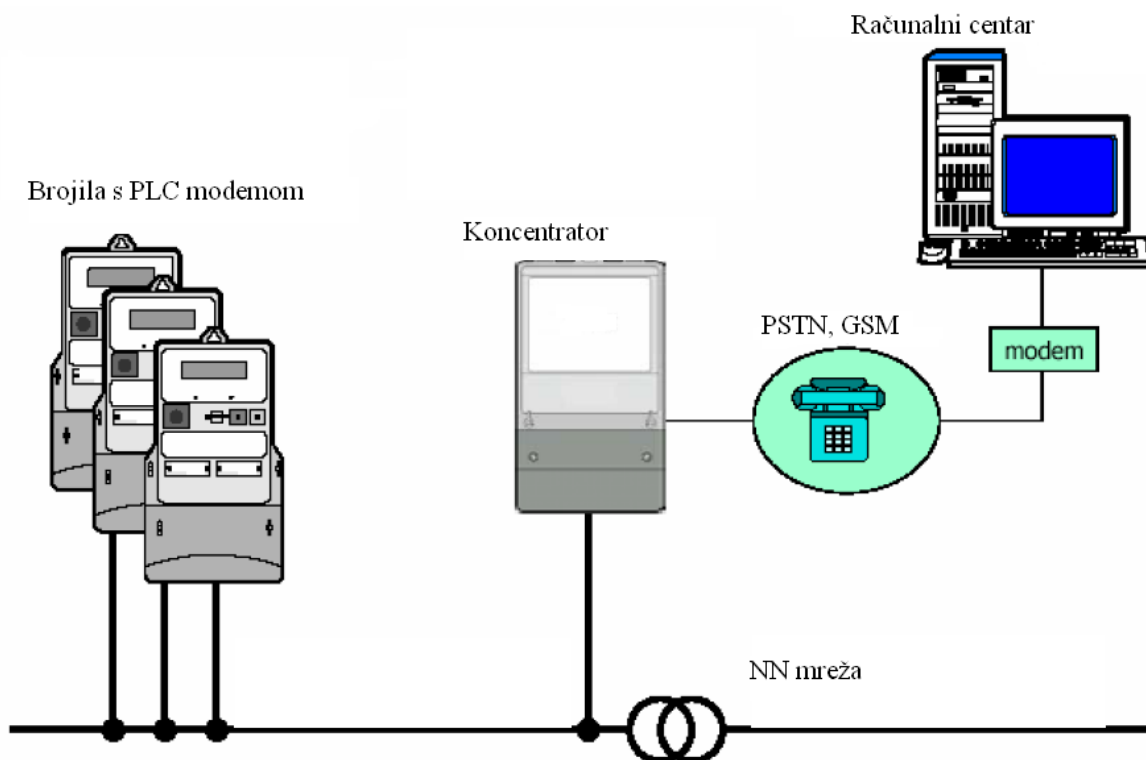 Računalni centar
Brojila s PLC modemom
Koncentrator
PSTN, GSM
modem
NN mreža